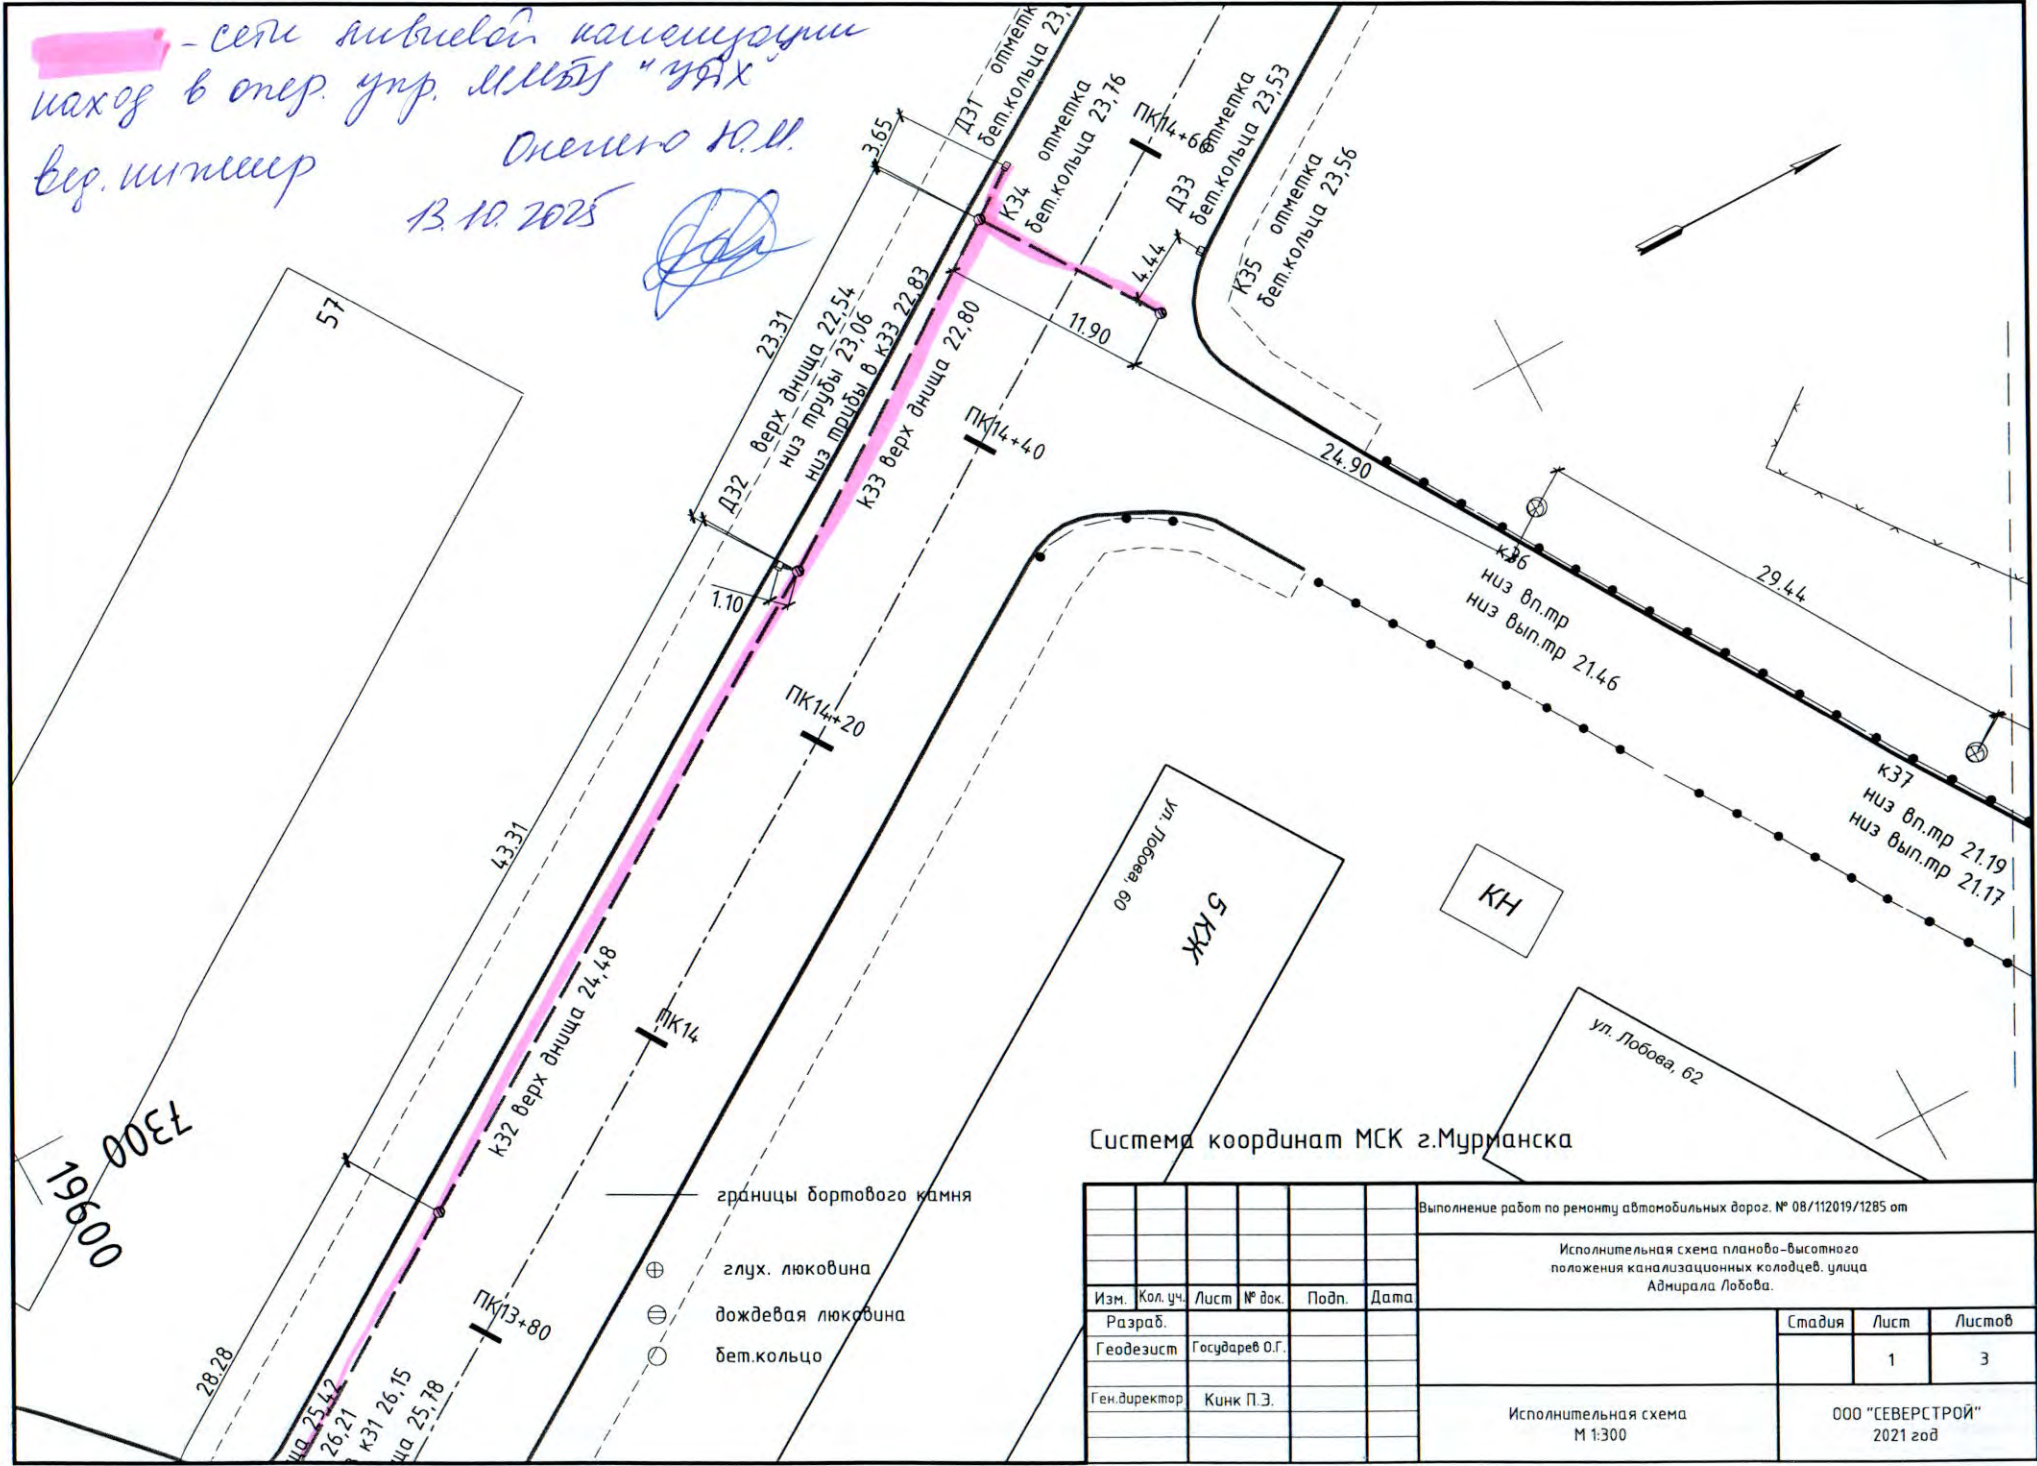 - сети ливневой канализации
наход в опер. упр. ММБУ "УДХ"
вед. инженер
13.10.2025
57
3.65
Д31 отметка
бет.кольца 23,
К34 отметка
бет.кольца 23,76
ПК14+60
Д33 отметка
бет.кольца 23,53
К35 отметка
бет.кольца 23,56
4.44
11.90
23.31
Д32 верх днища 22,54
низ трубы 23,06
низ трубы в к33 22,83
к33 верх днища 22,80
ПК14+40
24.90
1.10
к36
низ вп.тр
низ вып.тр 21.46
29.44
к37
низ вп.тр 21.19
низ вып.тр 21.17
ПК14+20
43.31
ул. Лобова, 60
5 КЖ
КН
ул. Лобова, 62
к32 верх днища 24,48
ПК14
7300
19600
28.28
ПК13+80
ща 25,42
26,21
к31 26,15
ща 25,78
границы бортового камня
глух. люковина
дождевая люковина
бет.кольцо
Система координат МСК г.Мурманска
Выполнение работ по ремонту автомобильных дорог. № 08/112019/1285 от
Исполнительная схема планово-высотного
положения канализационных колодцев. улица
Адмирала Лобова.
Изм. Кол. уч. Лист № док. Подп. Дата
Разраб.
Геодезист Государев О.Г.
Ген.директор Кинк П.Э.
Стадия Лист Листов
1 3
Исполнительная схема
М 1:300
ООО "СЕВЕРСТРОЙ"
2021 год